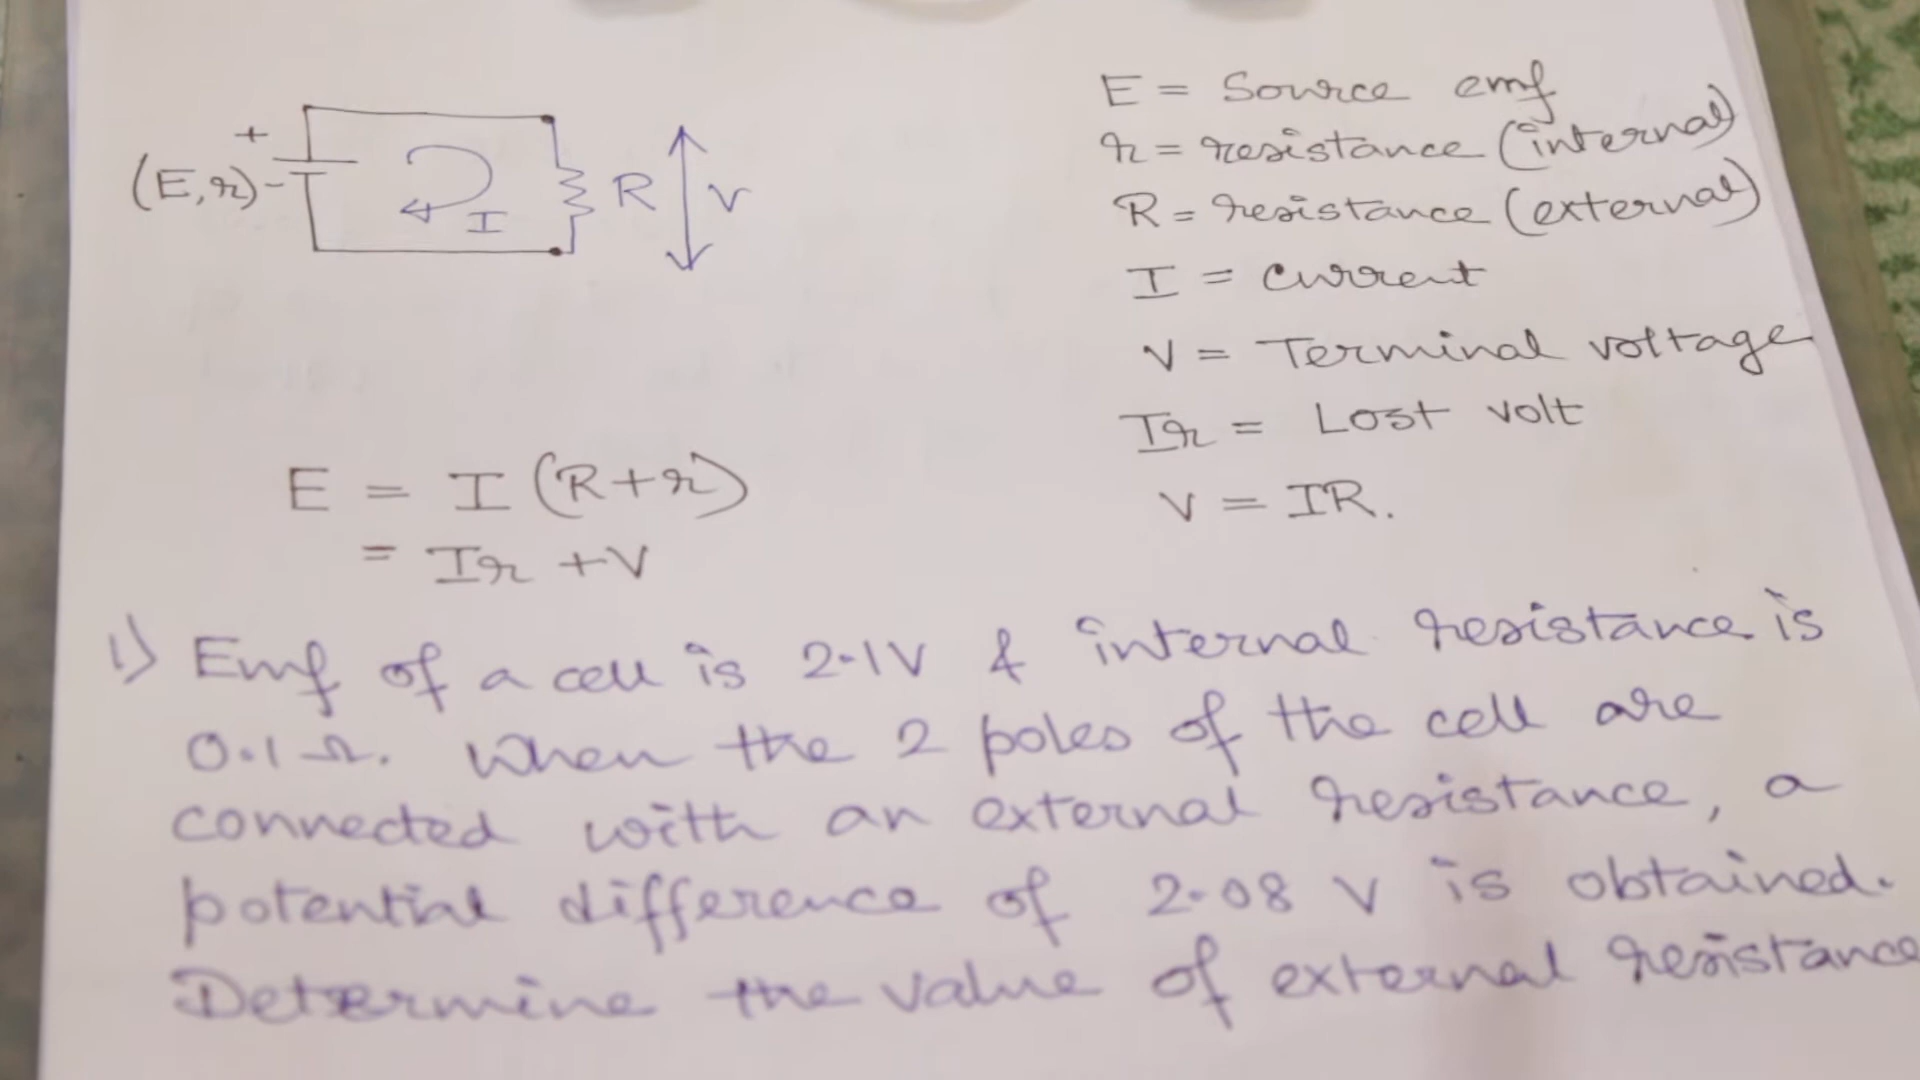 +
(E,r)
-
I
R
V
E = Source emf
r = resistance (internal)
R = resistance (external)
I = Current
V = Terminal voltage
Ir = Lost volt
V = IR.
E = I (R+r)
= Ir + V
1) Emf of a cell is 2.1V & internal resistance is
0.1Ω. When the 2 poles of the cell are
connected with an external resistance, a
potential difference of 2.08 V is obtained.
Determine the value of external resistance